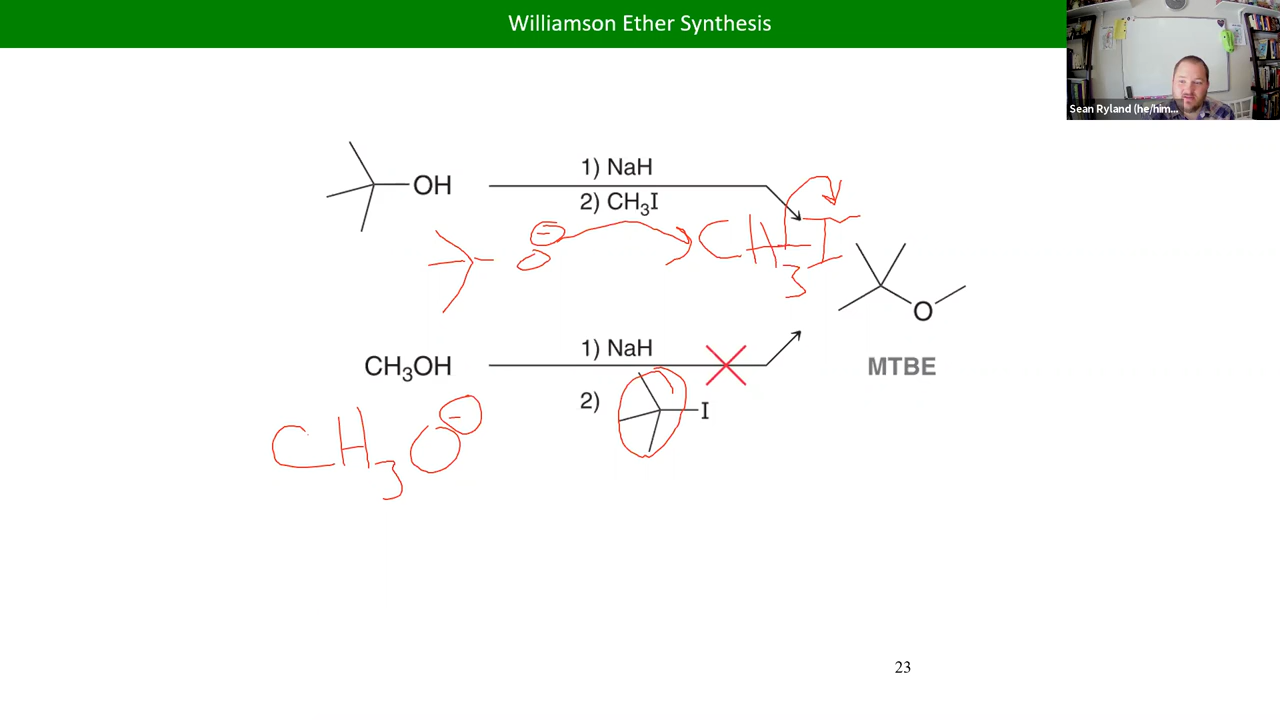 Williamson Ether Synthesis
Sean Ryland (he/him...
1) NaH
OH
2) CH₃I
O⊖ CH₃-I
O
MTBE
1) NaH
CH₃OH
2) I
CH₃O⊖
23